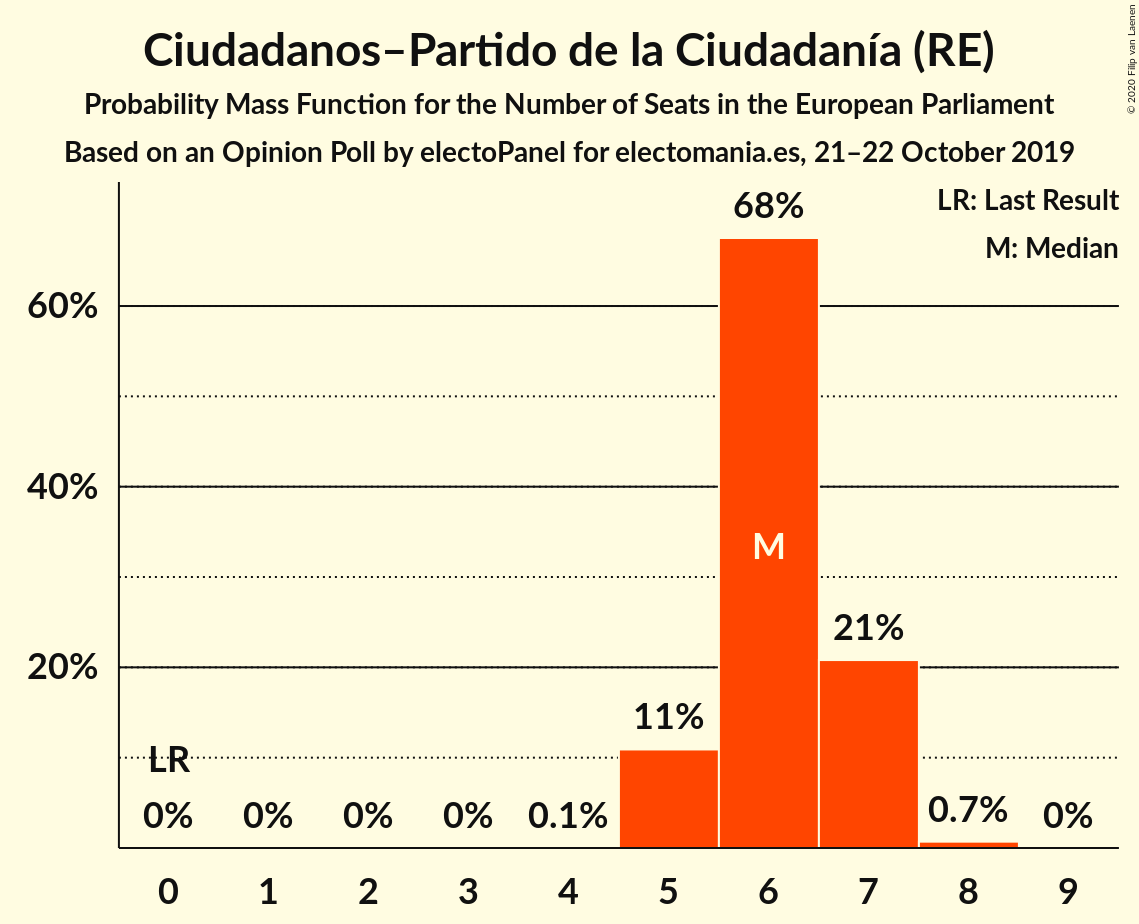 Ciudadanos–Partido de la Ciudadanía (RE)
Probability Mass Function for the Number of Seats in the European Parliament
Based on an Opinion Poll by electoPanel for electomania.es, 21–22 October 2019
© 2020 Filip van Laenen
LR: Last Result
M: Median
68%
60%
40%
M
21%
20%
11%
LR
0%
0%
0%
0%
0.1%
0.7%
0%
0
1
2
3
4
5
6
7
8
9